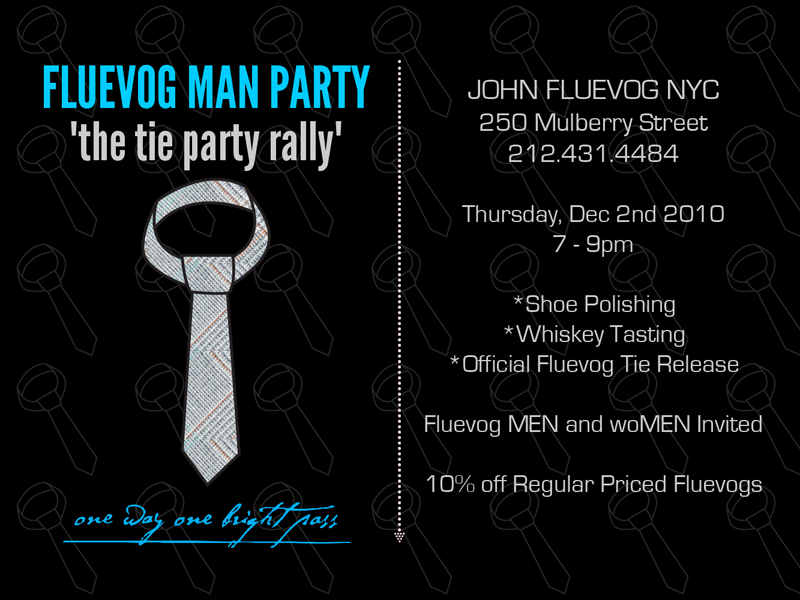 FLUEVOG MAN PARTY
'the tie party rally'
one way one bright pass
JOHN FLUEVOG NYC
250 Mulberry Street
212.431.4484
Thursday, Dec 2nd 2010
7 - 9pm
*Shoe Polishing
*Whiskey Tasting
*Official Fluevog Tie Release
Fluevog MEN and woMEN Invited
10% off Regular Priced Fluevogs